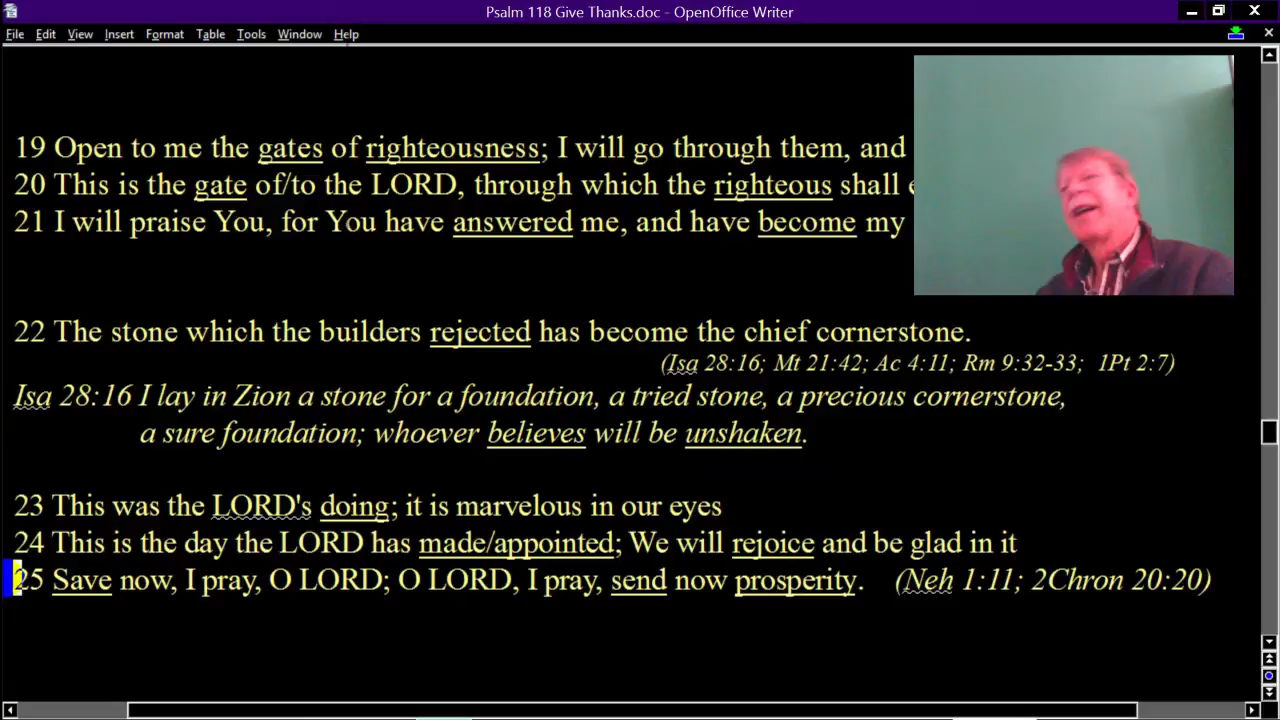 Psalm 118 Give Thanks.doc - OpenOffice Writer
File Edit View Insert Format Table Tools Window Help
19 Open to me the gates of righteousness; I will go through them, and
20 This is the gate of/to the LORD, through which the righteous shall
21 I will praise You, for You have answered me, and have become my
22 The stone which the builders rejected has become the chief cornerstone.
(Isa 28:16; Mt 21:42; Ac 4:11; Rm 9:32-33; 1Pt 2:7)
Isa 28:16 I lay in Zion a stone for a foundation, a tried stone, a precious cornerstone,
a sure foundation; whoever believes will be unshaken.
23 This was the LORD's doing; it is marvelous in our eyes
24 This is the day the LORD has made/appointed; We will rejoice and be glad in it
25 Save now, I pray, O LORD; O LORD, I pray, send now prosperity. (Neh 1:11; 2Chron 20:20)